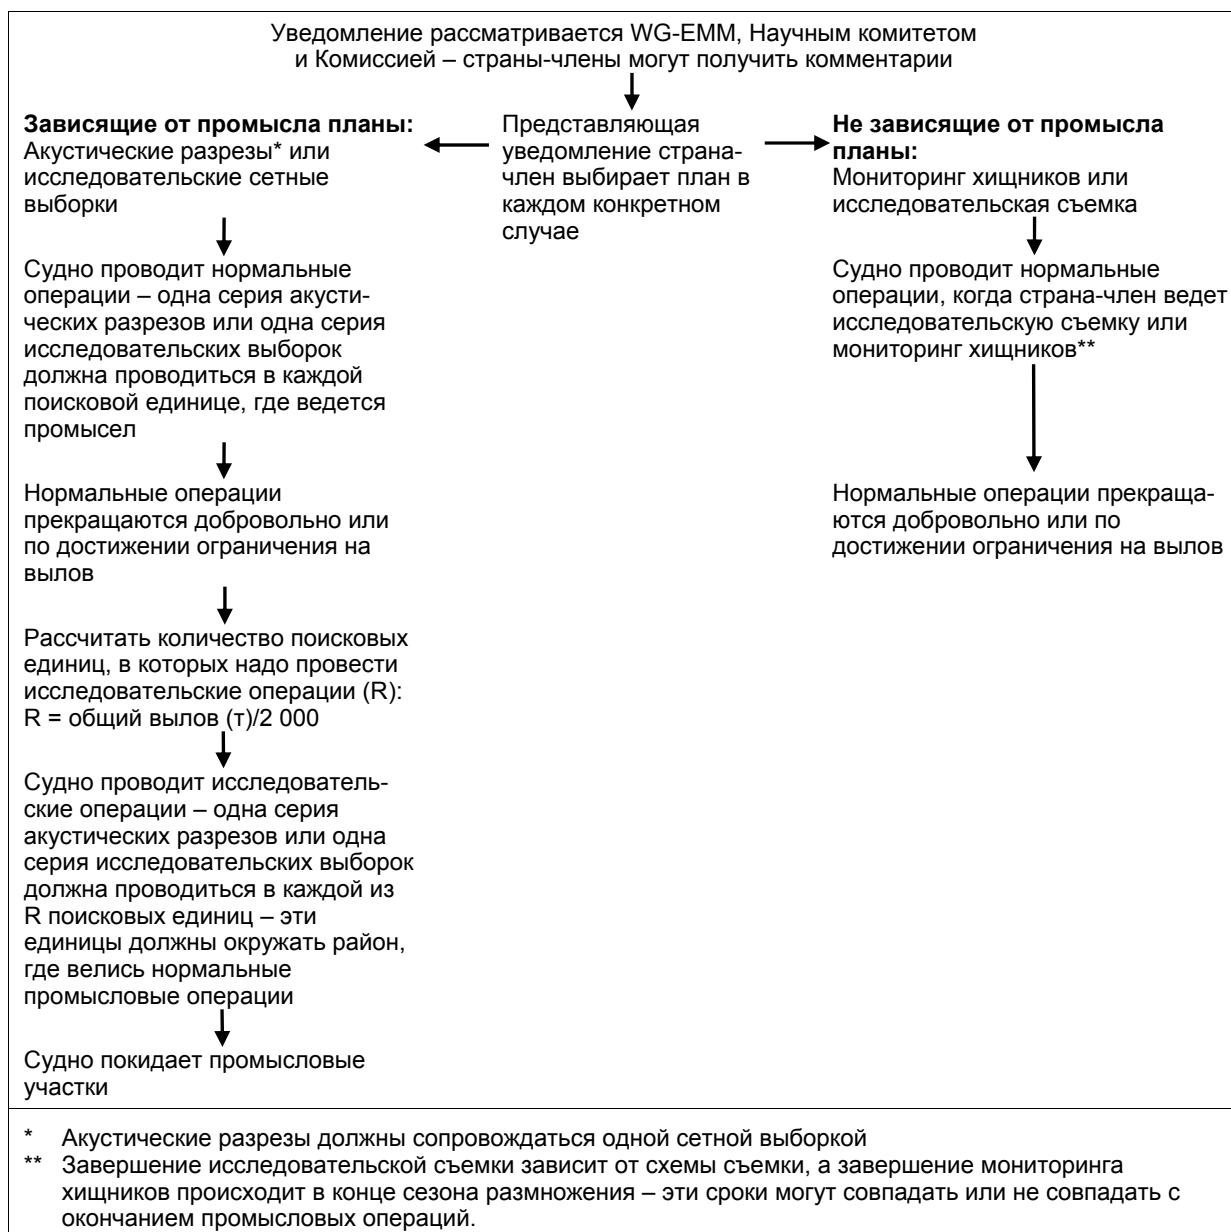 Уведомление рассматривается WG-EMM, Научным комитетом
и Комиссией – страны-члены могут получить комментарии
Зависящие от промысла планы:
Акустические разрезы* или
исследовательские сетные
выборки
Представляющая
уведомление страна-
член выбирает план в
каждом конкретном
случае
Не зависящие от промысла
планы:
Мониторинг хищников или
исследовательская съемка
Судно проводит нормальные
операции – одна серия акусти-
ческих разрезов или одна серия
исследовательских выборок
должна проводиться в каждой
поисковой единице, где ведется
промысел
Судно проводит нормальные
операции, когда страна-член ведет
исследовательскую съемку или
мониторинг хищников**
Нормальные операции
прекращаются добровольно или
по достижении ограничения на
вылов
Нормальные операции прекраща-
ются добровольно или по
достижении ограничения на вылов
Рассчитать количество поисковых
единиц, в которых надо провести
исследовательские операции (R):
R = общий вылов (т)/2 000
Судно проводит исследователь-
ские операции – одна серия
акустических разрезов или одна
серия исследовательских выборок
должна проводиться в каждой из
R поисковых единиц – эти
единицы должны окружать район,
где велись нормальные
промысловые операции
Судно покидает промысловые
участки
* Акустические разрезы должны сопровождаться одной сетной выборкой
** Завершение исследовательской съемки зависит от схемы съемки, а завершение мониторинга
хищников происходит в конце сезона размножения – эти сроки могут совпадать или не совпадать с
окончанием промысловых операций.